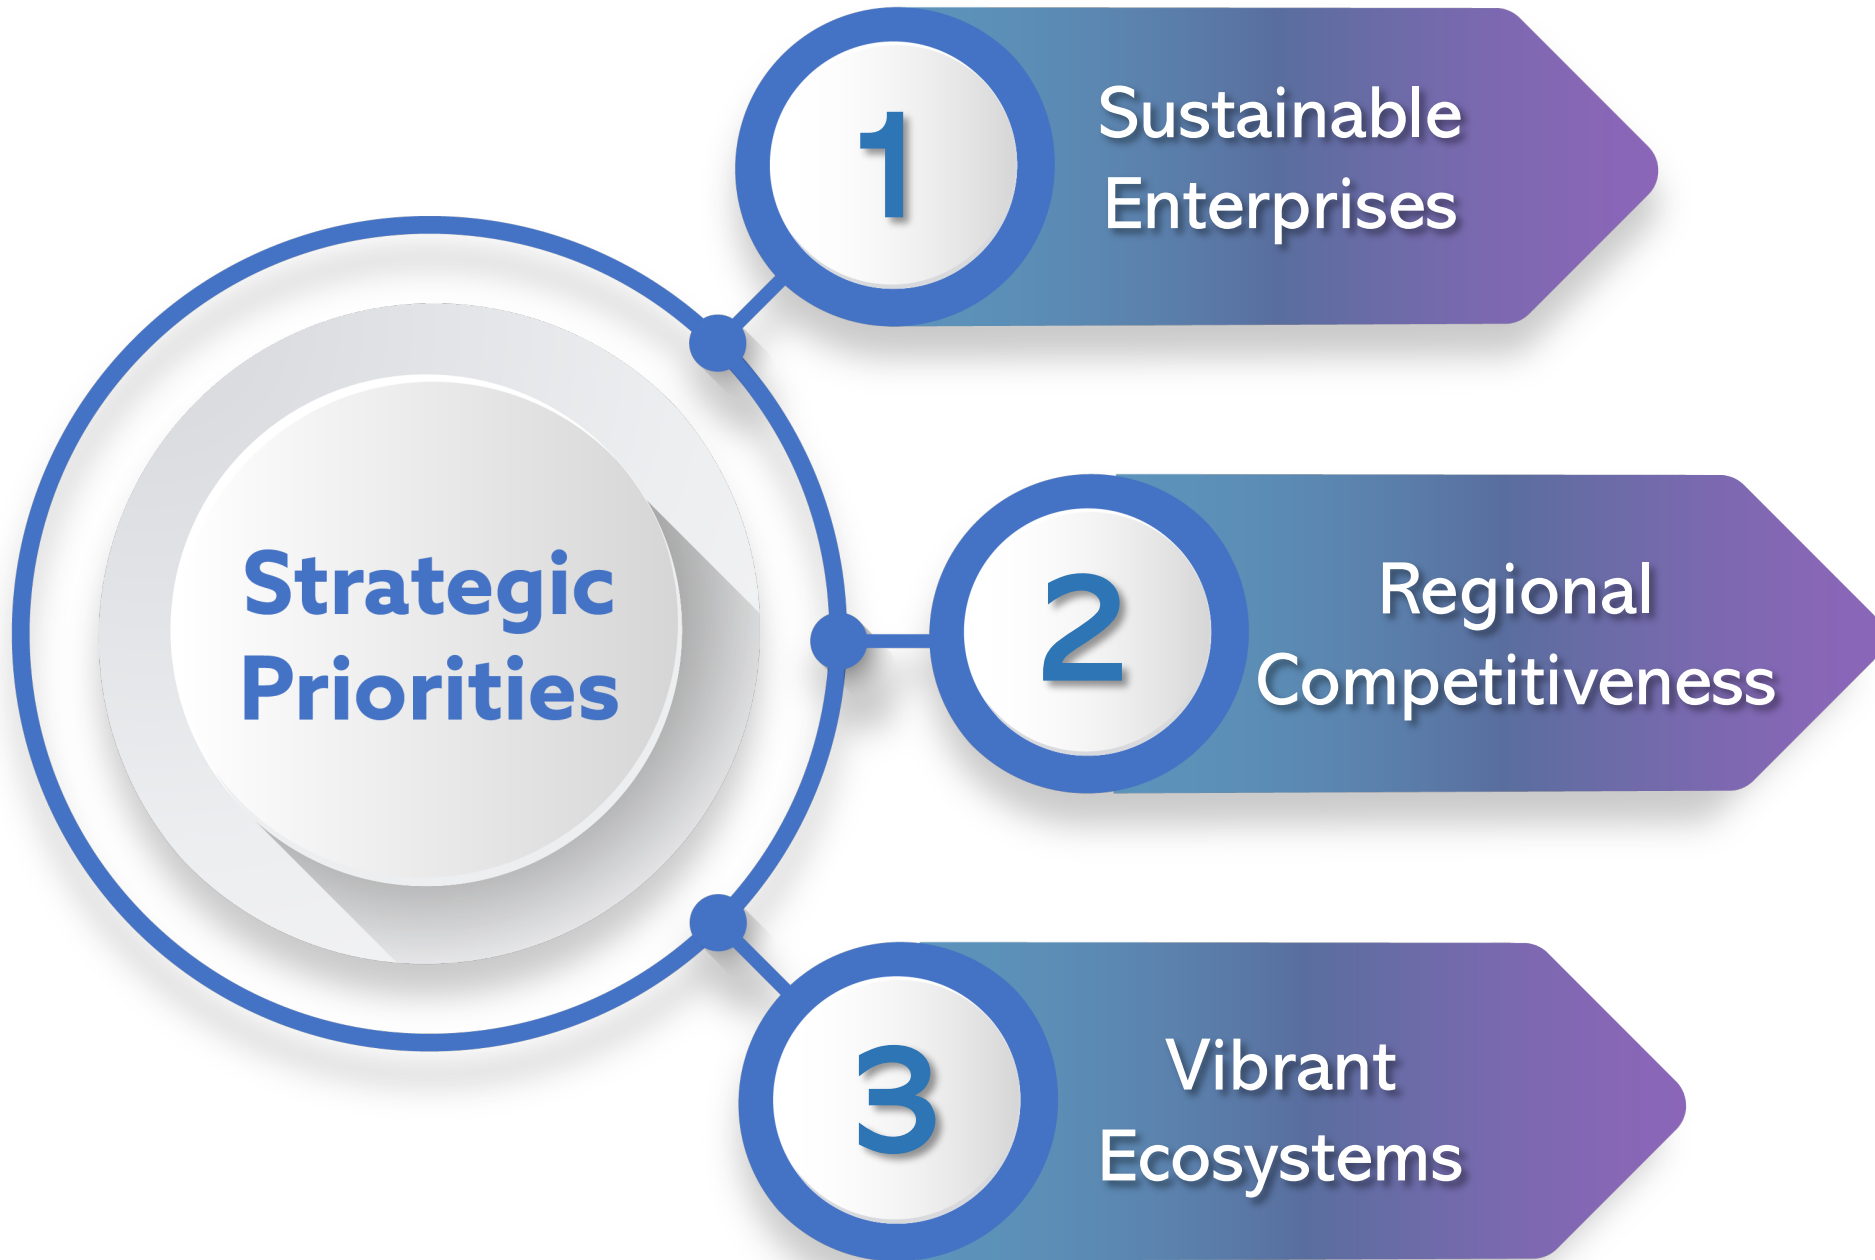 Strategic
Priorities
1
Sustainable
Enterprises
2
Regional
Competitiveness
3
Vibrant
Ecosystems